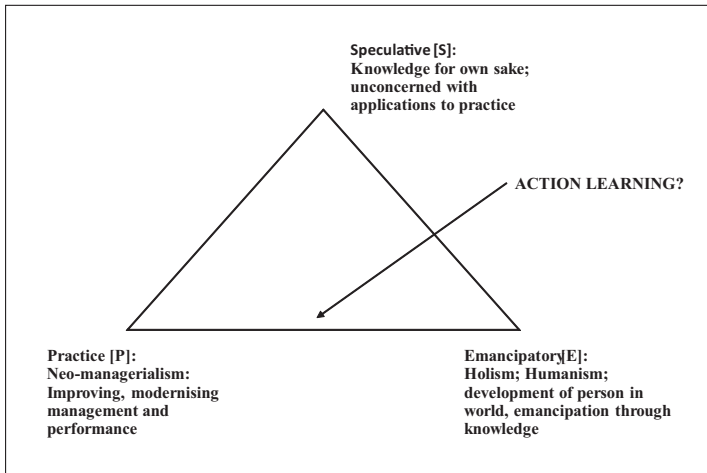 Speculative [S]:
Knowledge for own sake;
unconcerned with
applications to practice
ACTION LEARNING?
Practice [P]:
Neo-managerialism:
Improving, modernising
management and
performance
Emancipatory[E]:
Holism; Humanism;
development of person in
world, emancipation through
knowledge